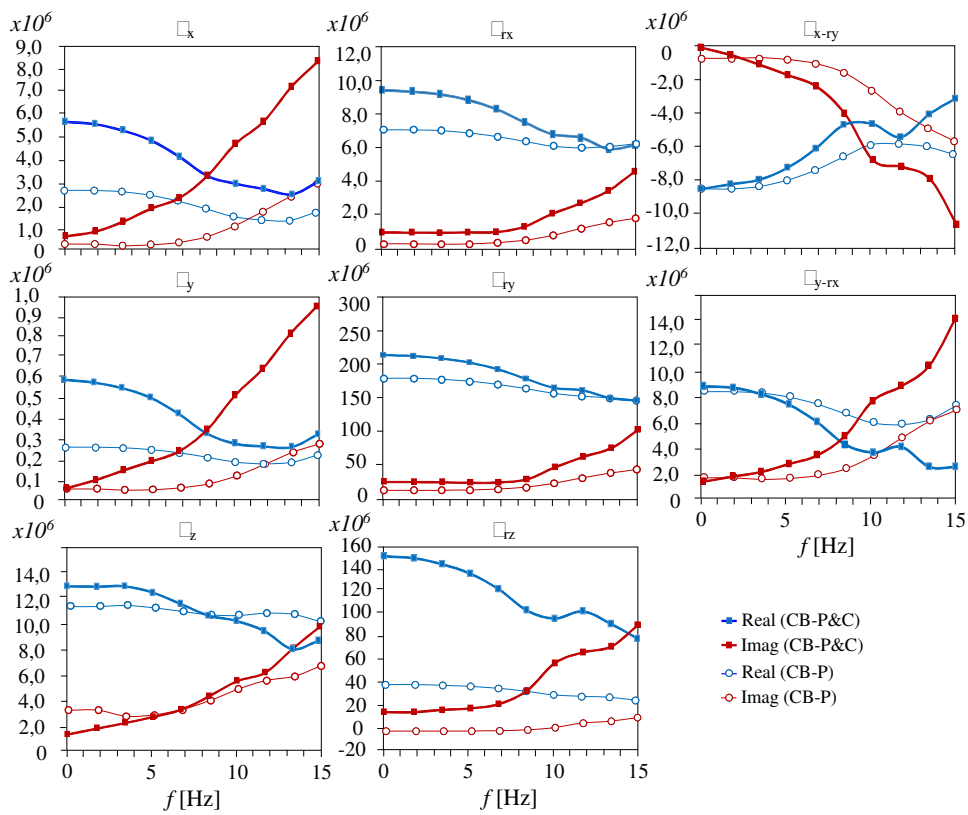 x10⁶
□x
9,0
8,0
7,0
6,0
5,0
4,0
3,0
2,0
1,0
0
x10⁶
□rx
12,0
10,0
8,0
6,0
4,0
2,0
0
x10⁶
□x-ry
0
-2,0
-4,0
-6,0
-8,0
-10,0
-12,0
x10⁶
□y
1,0
0,9
0,8
0,7
0,6
0,5
0,4
0,3
0,2
0,1
0
x10⁶
□ry
300
250
200
150
100
50
0
x10⁶
□y-rx
14,0
12,0
10,0
8,0
6,0
4,0
2,0
0
0 5 10 15
f [Hz]
x10⁶
□z
14,0
12,0
10,0
8,0
6,0
4,0
2,0
0
0 5 10 15
f [Hz]
x10⁶
□rz
160
140
120
100
80
60
40
20
0
-20
0 5 10 15
f [Hz]
Real (CB-P&C)
Imag (CB-P&C)
Real (CB-P)
Imag (CB-P)